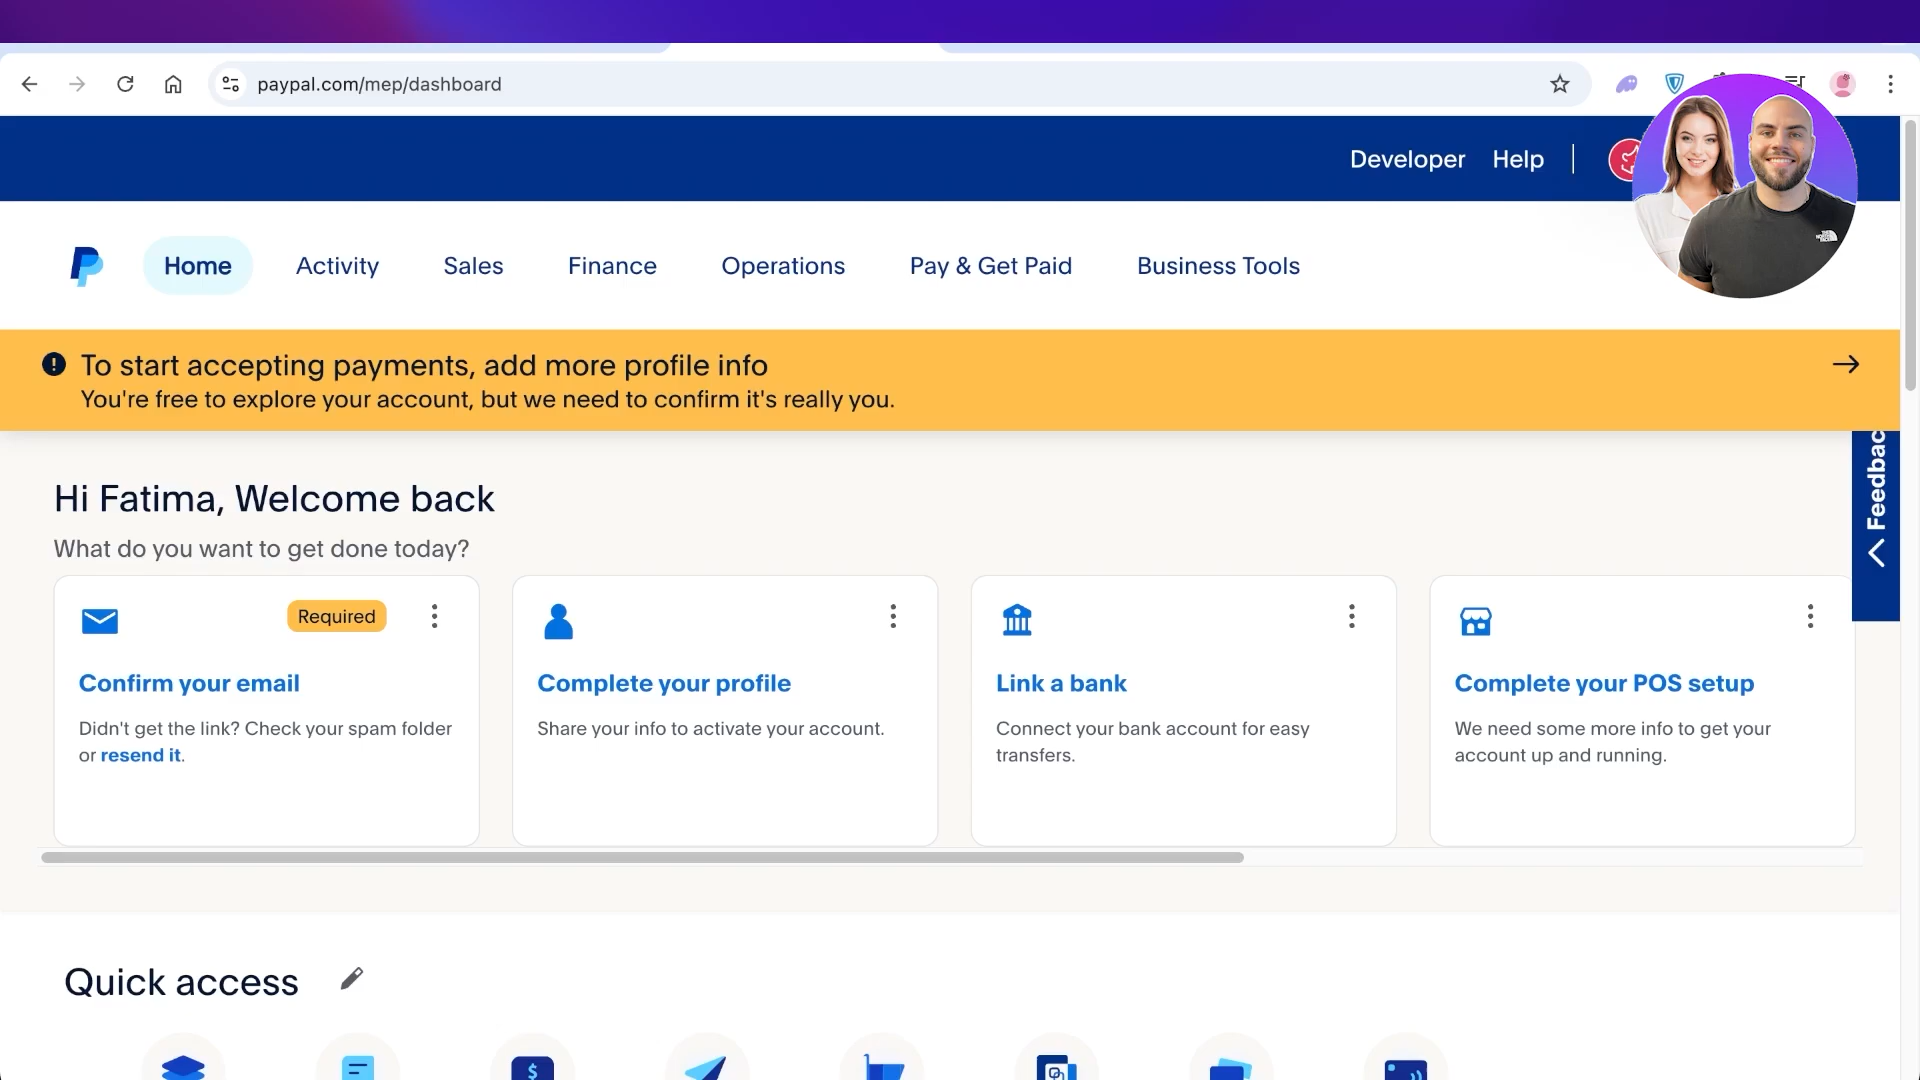 paypal.com/mep/dashboard
Developer Help
Home Activity Sales Finance Operations Pay & Get Paid Business Tools
To start accepting payments, add more profile info
You're free to explore your account, but we need to confirm it's really you.
Feedbac
Hi Fatima, Welcome back
What do you want to get done today?
Required
Confirm your email
Didn't get the link? Check your spam folder
or resend it.
Complete your profile
Share your info to activate your account.
Link a bank
Connect your bank account for easy
transfers.
Complete your POS setup
We need some more info to get your
account up and running.
Quick access